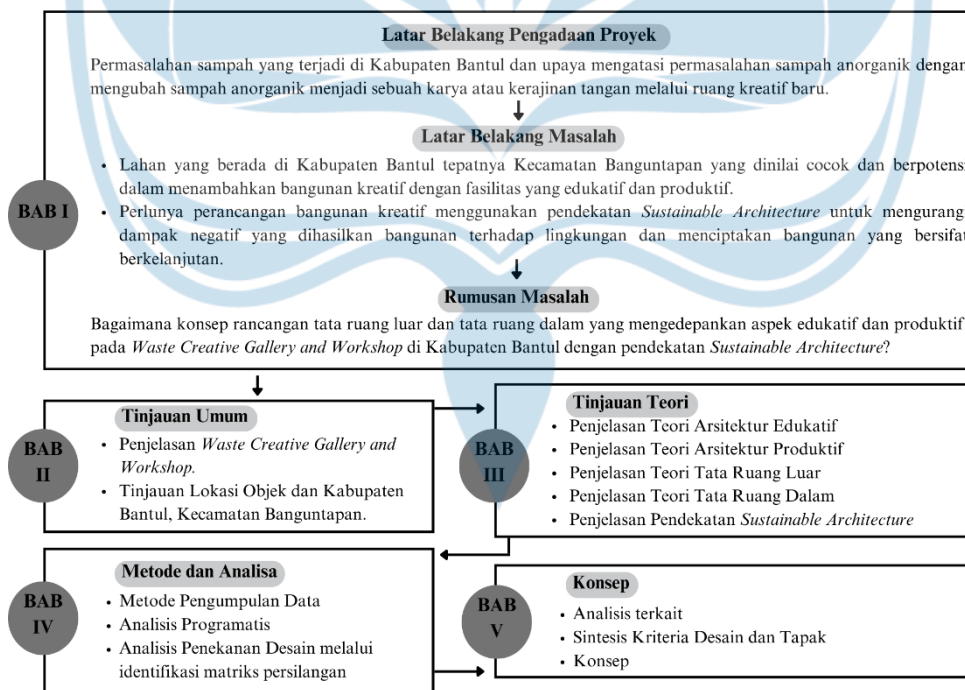 Latar Belakang Pengadaan Proyek
Permasalahan sampah yang terjadi di Kabupaten Bantul dan upaya mengatasi permasalahan sampah anorganik dengan
mengubah sampah anorganik menjadi sebuah karya atau kerajinan tangan melalui ruang kreatif baru.
Latar Belakang Masalah
• Lahan yang berada di Kabupaten Bantul tepatnya Kecamatan Banguntapan yang dinilai cocok dan berpotensi
dalam menambahkan bangunan kreatif dengan fasilitas yang edukatif dan produktif.
BAB I
• Perlunya perancangan bangunan kreatif menggunakan pendekatan Sustainable Architecture untuk mengurangi
dampak negatif yang dihasilkan bangunan terhadap lingkungan dan menciptakan bangunan yang bersifat
berkelanjutan.
Rumusan Masalah
Bagaimana konsep rancangan tata ruang luar dan tata ruang dalam yang mengedepankan aspek edukatif dan produktif
pada Waste Creative Gallery and Workshop di Kabupaten Bantul dengan pendekatan Sustainable Architecture?
BAB
II
Tinjauan Umum
• Penjelasan Waste Creative Gallery and
Workshop.
• Tinjauan Lokasi Objek dan Kabupaten
Bantul, Kecamatan Banguntapan.
BAB
III
Tinjauan Teori
• Penjelasan Teori Arsitektur Edukatif
• Penjelasan Teori Arsitektur Produktif
• Penjelasan Teori Tata Ruang Luar
• Penjelasan Teori Tata Ruang Dalam
• Penjelasan Pendekatan Sustainable Architecture
BAB
IV
Metode dan Analisa
• Metode Pengumpulan Data
• Analisis Programatis
• Analisis Penekanan Desain melalui
identifikasi matriks persilangan
BAB
V
Konsep
• Analisis terkait
• Sintesis Kriteria Desain dan Tapak
• Konsep